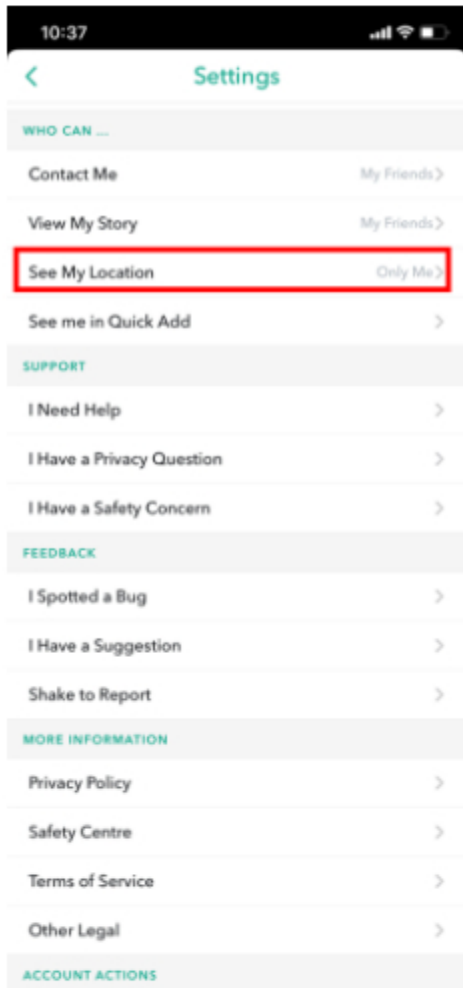 10:37
Settings
WHO CAN ...
Contact Me My Friends
View My Story My Friends
See My Location Only Me
See me in Quick Add
SUPPORT
I Need Help
I Have a Privacy Question
I Have a Safety Concern
FEEDBACK
I Spotted a Bug
I Have a Suggestion
Shake to Report
MORE INFORMATION
Privacy Policy
Safety Centre
Terms of Service
Other Legal
ACCOUNT ACTIONS